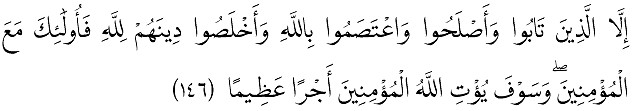 إِلَّا الَّذِينَ تَابُوا وَأَصْلَحُوا وَاعْتَصَمُوا بِاللَّهِ وَأَخْلَصُوا دِينَهُمْ لِلَّهِ فَأُولَٰئِكَ مَعَ
الْمُؤْمِنِينَ ۖ وَسَوْفَ يُؤْتِ اللَّهُ الْمُؤْمِنِينَ أَجْرًا عَظِيمًا (١٤٦)